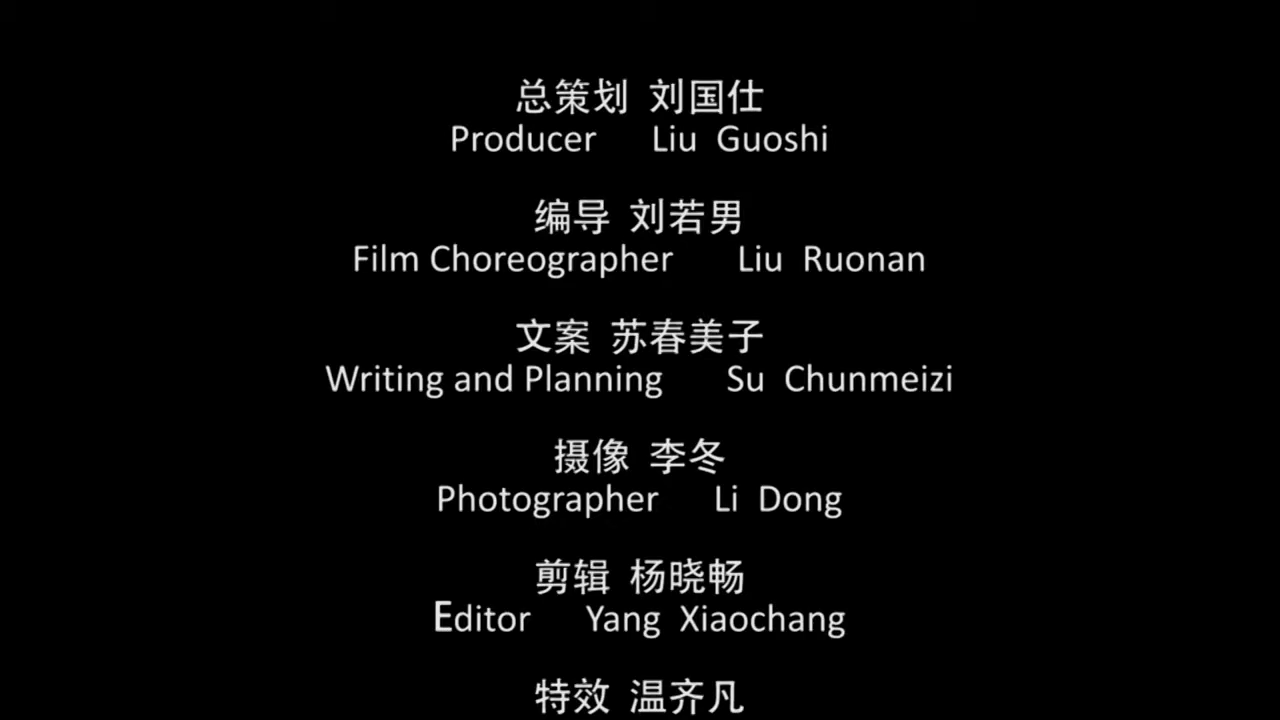 总策划 刘国仕
Producer Liu Guoshi
编导 刘若男
Film Choreographer Liu Ruonan
文案 苏春美子
Writing and Planning Su Chunmeizi
摄像 李冬
Photographer Li Dong
剪辑 杨晓畅
Editor Yang Xiaochang
特效 温齐凡